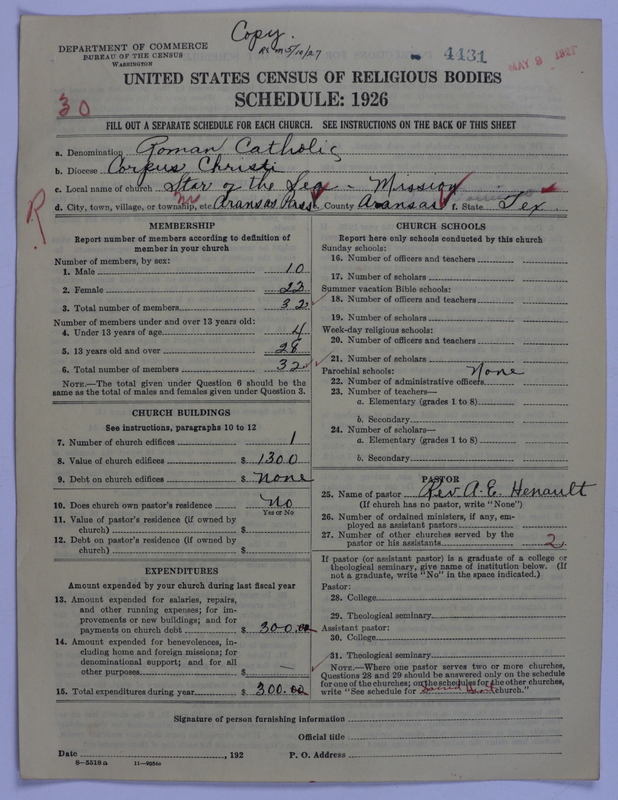 Copy.
DEPARTMENT OF COMMERCE
BUREAU OF THE CENSUS
WASHINGTON
4431
MAY 9 1927
UNITED STATES CENSUS OF RELIGIOUS BODIES
SCHEDULE: 1926
30
FILL OUT A SEPARATE SCHEDULE FOR EACH CHURCH. SEE INSTRUCTIONS ON THE BACK OF THIS SHEET
a. Denomination Roman Catholic
b. Diocese Corpus Christi
c. Local name of church Star of the Sea - Mission
d. City, town, village, or township, etc. Aransas Pass e. County Aransas f. State Tex.
R
MEMBERSHIP
Report number of members according to definition of member in your church
Number of members, by sex:
1. Male 10
2. Female 22
3. Total number of members 32
Number of members under and over 13 years old:
4. Under 13 years of age 4
5. 13 years old and over 28
6. Total number of members 32
NOTE.—The total given under Question 6 should be the
same as the total of males and females given under Question 3.
CHURCH BUILDINGS
See instructions, paragraphs 10 to 12
7. Number of church edifices 1
8. Value of church edifices $ 1300
9. Debt on church edifices $ None
10. Does church own pastor's residence No
Yes or No
11. Value of pastor's residence (if owned by
church) $
12. Debt on pastor's residence (if owned by
church) $
EXPENDITURES
Amount expended by your church during last fiscal year
13. Amount expended for salaries, repairs,
and other running expenses; for im-
provements or new buildings; and for
payments on church debt $ 300.00
14. Amount expended for benevolences, in-
cluding home and foreign missions; for
denominational support; and for all
other purposes $ —
15. Total expenditures during year $ 300.00
CHURCH SCHOOLS
Report here only schools conducted by this church
Sunday schools:
16. Number of officers and teachers
17. Number of scholars
Summer vacation Bible schools:
18. Number of officers and teachers
19. Number of scholars
Week-day religious schools:
20. Number of officers and teachers
21. Number of scholars
Parochial schools: None
22. Number of administrative officers
23. Number of teachers—
a. Elementary (grades 1 to 8)
b. Secondary
24. Number of scholars—
a. Elementary (grades 1 to 8)
b. Secondary
PASTOR
25. Name of pastor Rev. A. E. Henault
(If church has no pastor, write "None")
26. Number of ordained ministers, if any, em-
ployed as assistant pastors
27. Number of other churches served by the
pastor or his assistants 2
If pastor (or assistant pastor) is a graduate of a college or
theological seminary, give name of institution below. (If
not a graduate, write "No" in the space indicated.)
Pastor:
28. College
29. Theological seminary
Assistant pastor:
30. College
31. Theological seminary
NOTE.—Where one pastor serves two or more churches,
Questions 28 and 29 should be answered only on the schedule
for one of the churches; on the schedules for the other churches,
write "See schedule for Sacred Heart church."
Signature of person furnishing information
Official title
Date , 192 P. O. Address
8—5518a 11—9556a